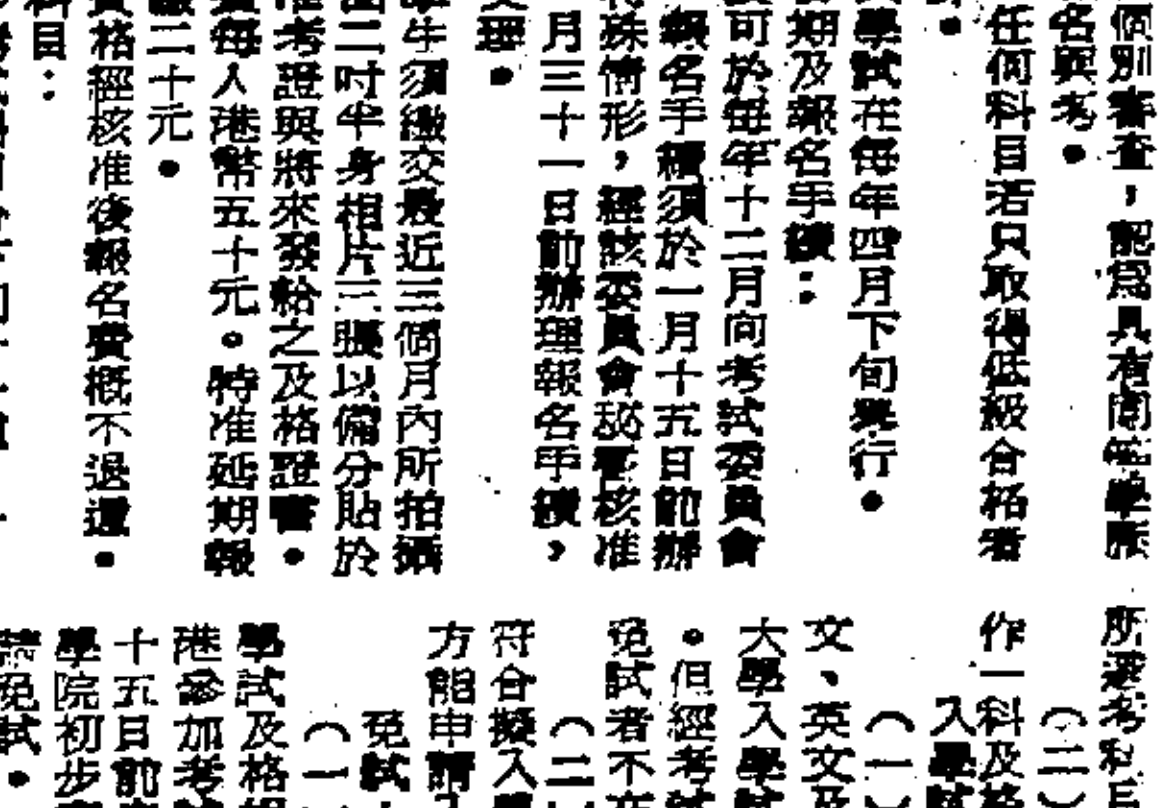 個別審查，認爲具有同等學歷
名與考。
任何科目若只取得低級合格者
學試在每年四月下旬舉行。
期及報名手續：
可於每年十二月向考試委員會
報名手續須於一月十五日前辦
特殊情形，經該委員會秘書核准
月三十一日前辦理報名手續，
理。
學生須繳交最近三個月內所拍攝
二吋半身相片三張以備分貼於
准考證與將來發給之及格證書。
費每人港幣五十元。特准延期報
二十元。
資格經核准後報名費概不退還。
科目：
所選考科目
（二）
作一科及格
入學試
（一）
文、英文及
大學入學試
。但經考試
免試者不在
（二）
符合擬入學
方能申請入
免試
（一）
學試及格
港參加考試
十五日前
學院初步
免試。